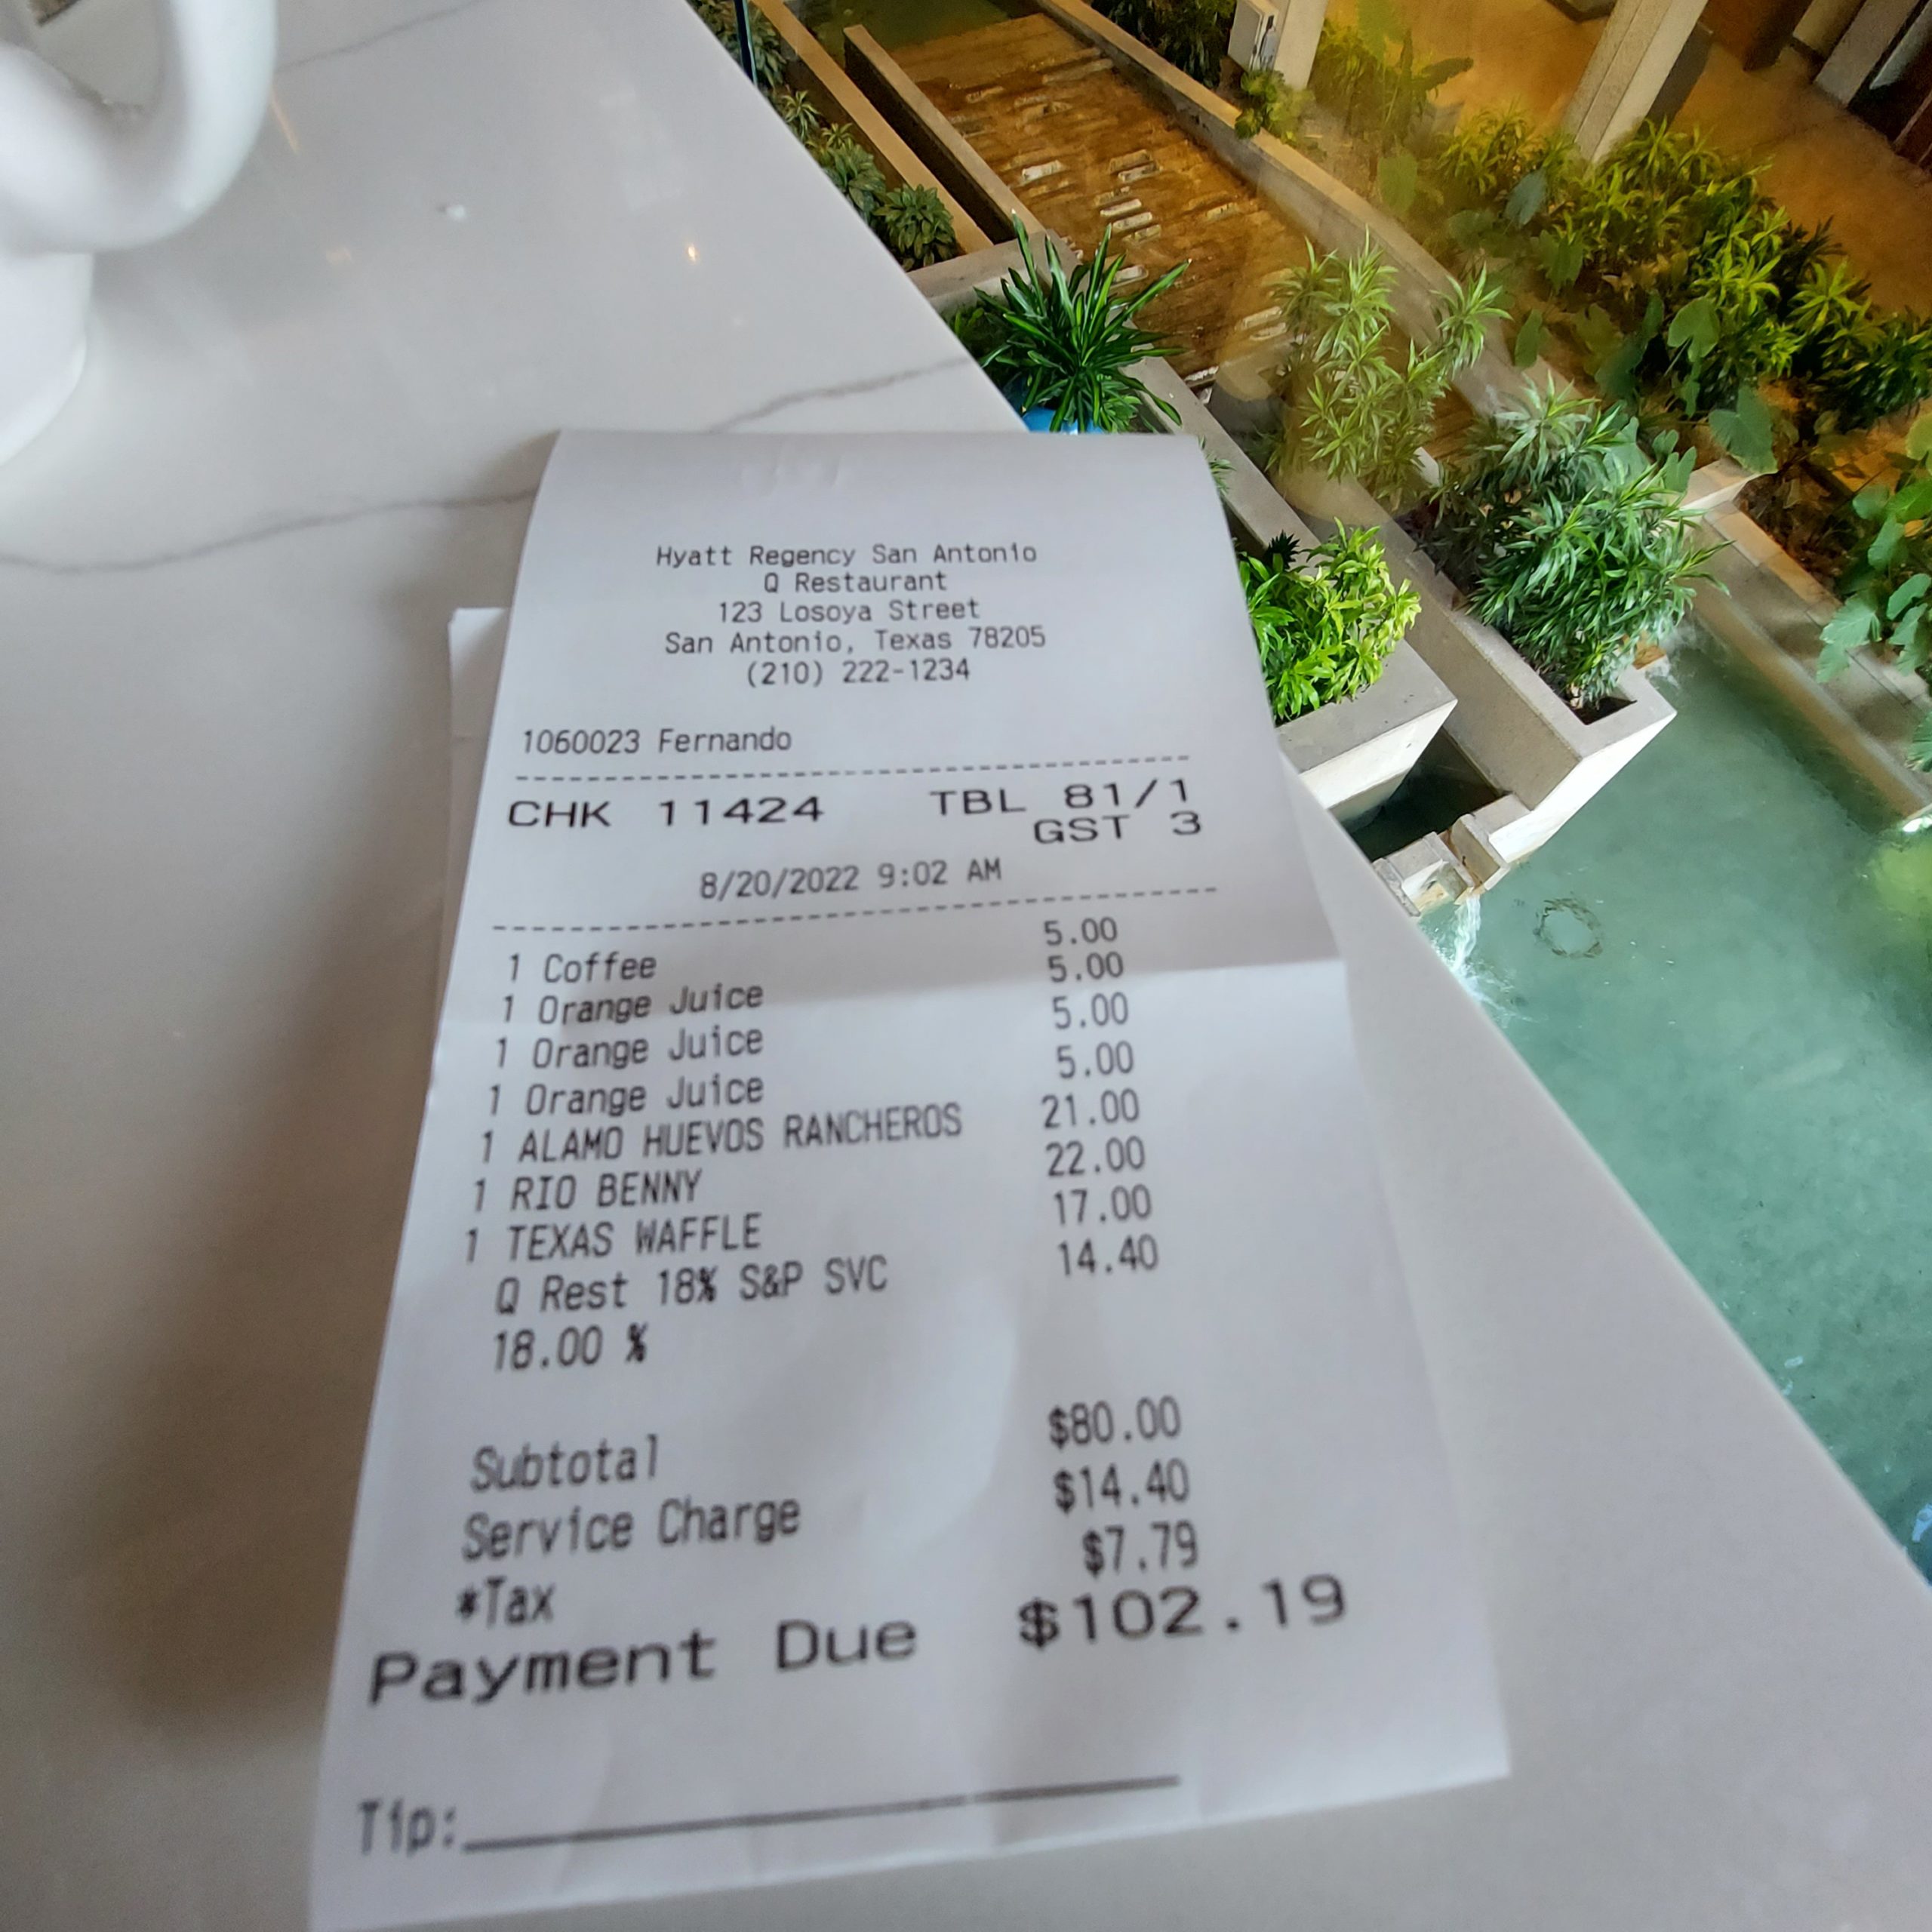 Hyatt Regency San Antonio
Q Restaurant
123 Losoya Street
San Antonio, Texas 78205
(210) 222-1234
1060023 Fernando
CHK 11424 TBL 81/1
GST 3
8/20/2022 9:02 AM
1 Coffee 5.00
1 Orange Juice 5.00
1 Orange Juice 5.00
1 Orange Juice 5.00
1 ALAMO HUEVOS RANCHEROS 21.00
1 RIO BENNY 22.00
1 TEXAS WAFFLE 17.00
Q Rest 18% S&P SVC 14.40
18.00 %
Subtotal $80.00
Service Charge $14.40
*Tax $7.79
Payment Due $102.19
Tip: